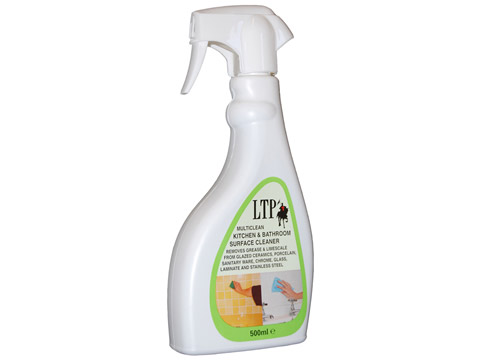 LTP
MULTICLEAN
KITCHEN & BATHROOM
SURFACE CLEANER
REMOVES GREASE & LIMESCALE
FROM GLAZED CERAMICS, PORCELAIN,
SANITARY WARE, CHROME, GLASS,
LAMINATE AND STAINLESS STEEL
500ml ℮